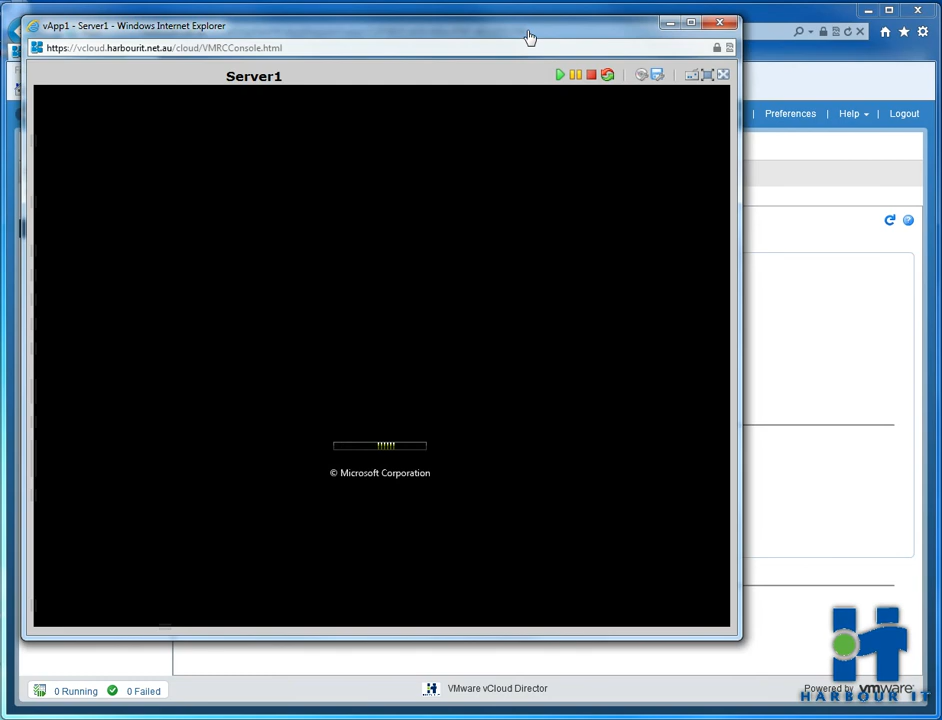 vApp1 - Server1 - Windows Internet Explorer
https://vcloud.harbourit.net.au/cloud/VMRCConsole.html
Server1
| Preferences | Help | Logout
© Microsoft Corporation
0 Running 0 Failed
VMware vCloud Director
Powered by vmware
HARBOUR IT